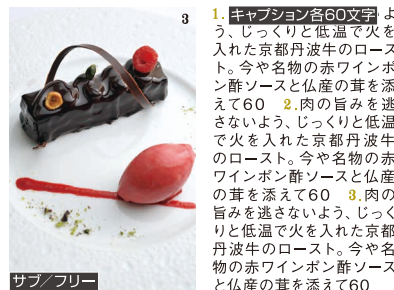 3
サブ／フリー
1. キャプション各60文字 よ
う、じっくりと低温で火を
入れた京都丹波牛のロース
ト。今や名物の赤ワインポ
ン酢ソースと仏産の茸を添
えて60 2.肉の旨みを逃
さないよう、じっくりと低温
で火を入れた京都丹波牛
のロースト。今や名物の赤
ワインポン酢ソースと仏産
の茸を添えて60 3.肉の
旨みを逃さないよう、じっく
りと低温で火を入れた京都
丹波牛のロースト。今や名
物の赤ワインポン酢ソース
と仏産の茸を添えて60